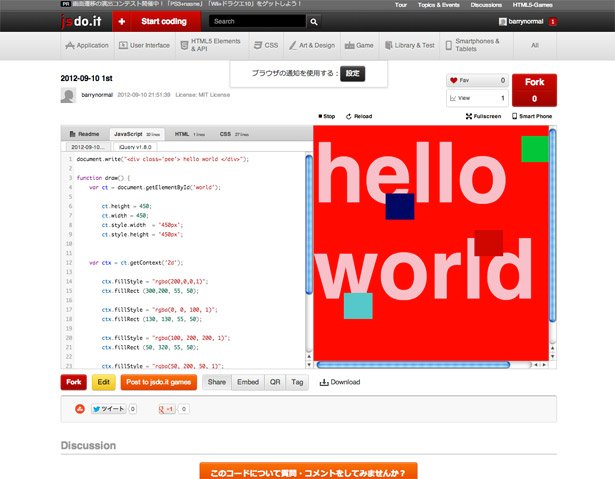 PR 画面遷移の演出コンテスト開催中！「PS3+nasne」「Wii+ドラクエ10」をゲットしよう！
Tour Topics & Events Discussions HTML5-Games
jsdo.it + Start coding Search barrynormal 1
Application User Interface HTML5 Elements & API CSS Art & Design Game Library & Test Smartphones & Tablets All
ブラウザの通知を使用する： 設定
2012-09-10 1st
barrynormal 2012-09-10 21:51:39 License: MIT License
Fav 0
View 1
Fork
0
Stop Reload Fullscreen Smart Phone
Readme JavaScript 32 lines HTML 1 lines CSS 27 lines
2012-09-10... jQuery v1.8.0
1 document.write("<div class="pee"> hello world </div>");
2
3 function draw() {
4 var ct = document.getElementById('world');
5
6 ct.height = 450;
7 ct.width = 450;
8 ct.style.width = "450px";
9 ct.style.height = "450px";
10
11
12 var ctx = ct.getContext("2d");
13
14 ctx.fillStyle = "rgba(200,0,0,1)";
15 ctx.fillRect (300,200, 55, 50);
16
17 ctx.fillStyle = "rgba(0, 0, 100, 1)";
18 ctx.fillRect (130, 130, 55, 50);
19
20 ctx.fillStyle = "rgba(100, 200, 200, 1)";
21 ctx.fillRect (50, 320, 55, 50);
22
23 ctx.fillStyle = "rgba(50, 200, 50, 1)";
hello
world
Fork Edit Post to jsdo.it games Share Embed QR Tag Download
ツイート 0 +1 0
Discussion
このコードについて質問・コメントをしてみませんか？